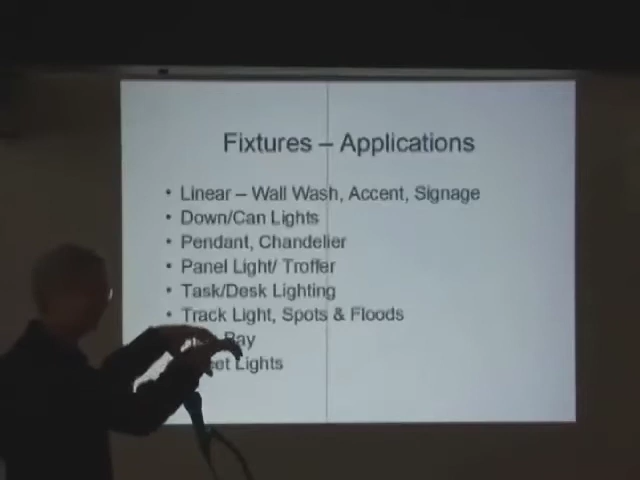 Fixtures – Applications
• Linear – Wall Wash, Accent, Signage
• Down/Can Lights
• Pendant, Chandelier
• Panel Light/ Troffer
• Task/Desk Lighting
• Track Light, Spots & Floods
Bay
Lights